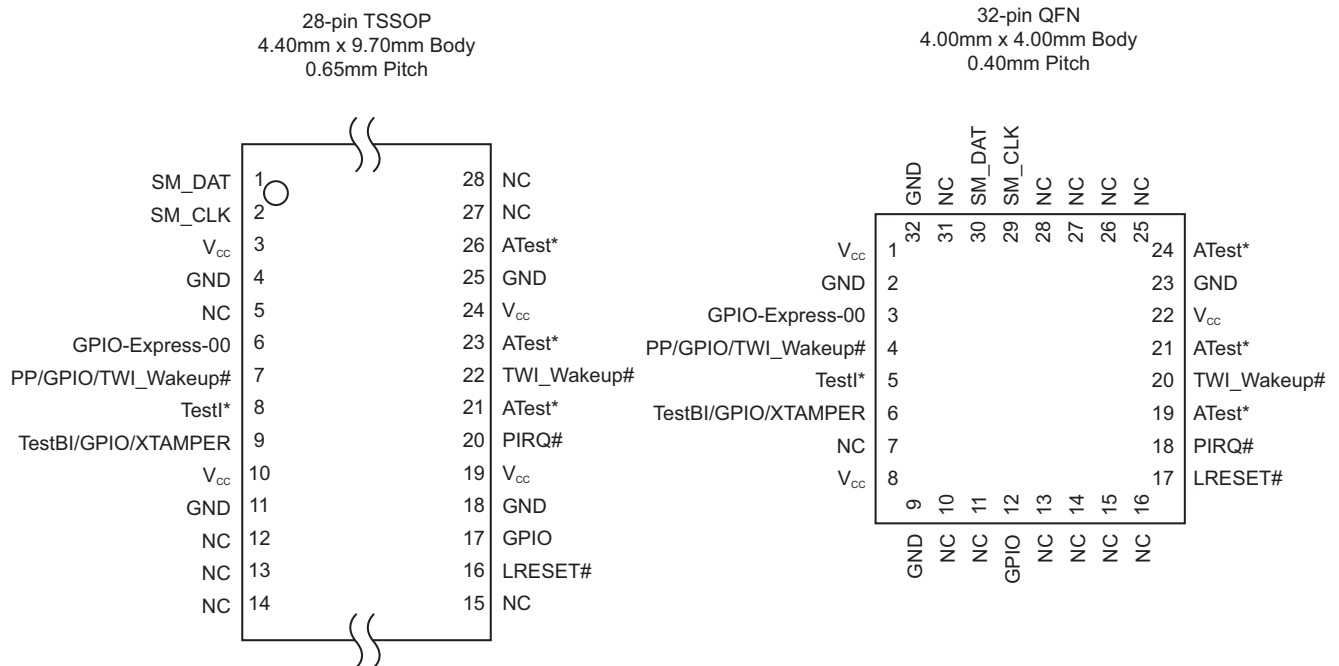 28-pin TSSOP
4.40mm x 9.70mm Body
0.65mm Pitch
SM_DAT 1
SM_CLK 2
Vcc 3
GND 4
NC 5
GPIO-Express-00 6
PP/GPIO/TWI_Wakeup# 7
TestI* 8
TestBI/GPIO/XTAMPER 9
Vcc 10
GND 11
NC 12
NC 13
NC 14
28 NC
27 NC
26 ATest*
25 GND
24 Vcc
23 ATest*
22 TWI_Wakeup#
21 ATest*
20 PIRQ#
19 Vcc
18 GND
17 GPIO
16 LRESET#
15 NC
32-pin QFN
4.00mm x 4.00mm Body
0.40mm Pitch
32 GND
31 NC
30 SM_DAT
29 SM_CLK
28 NC
27 NC
26 NC
25 NC
Vcc 1
GND 2
GPIO-Express-00 3
PP/GPIO/TWI_Wakeup# 4
TestI* 5
TestBI/GPIO/XTAMPER 6
NC 7
Vcc 8
24 ATest*
23 GND
22 Vcc
21 ATest*
20 TWI_Wakeup#
19 ATest*
18 PIRQ#
17 LRESET#
GND 9
NC 10
NC 11
GPIO 12
NC 13
NC 14
NC 15
NC 16